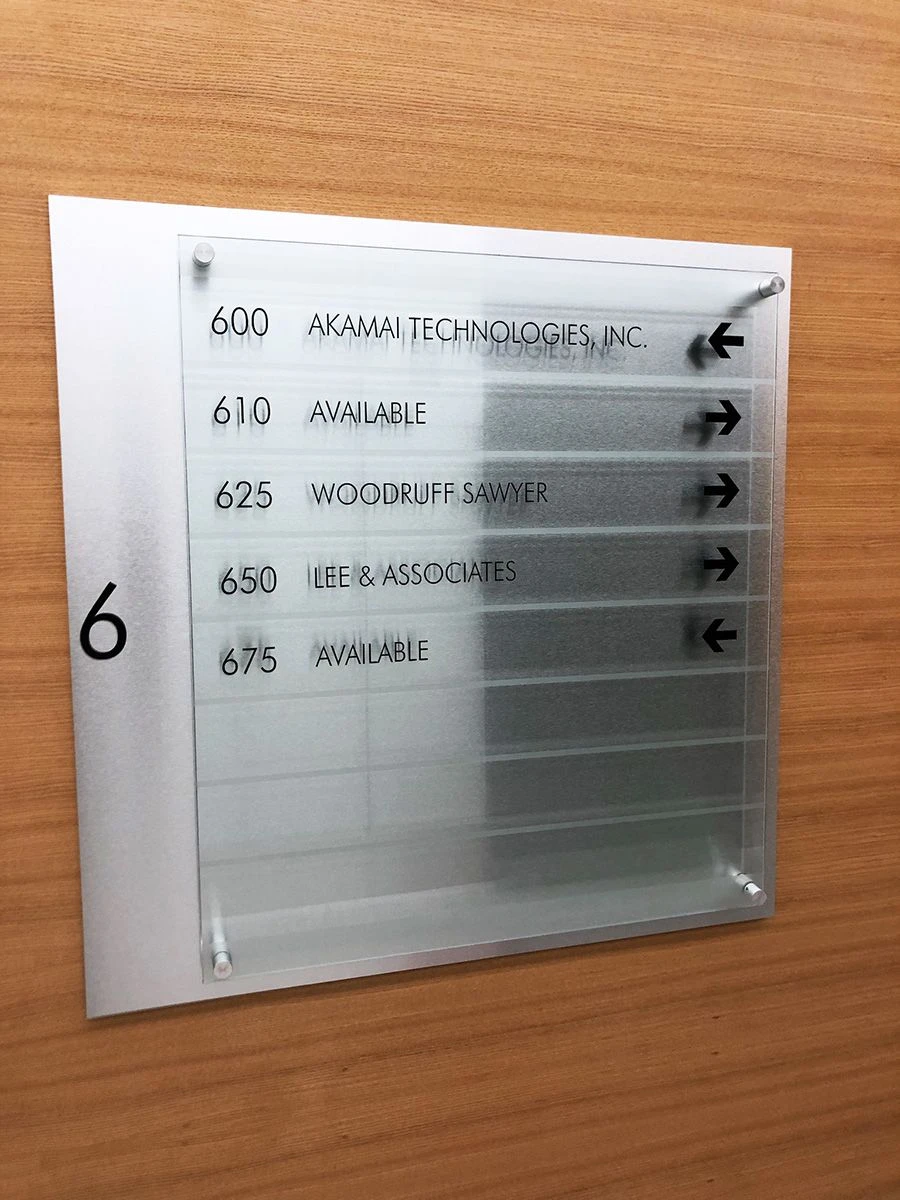 600 AKAMAI TECHNOLOGIES, INC. ←
610 AVAILABLE →
625 WOODRUFF SAWYER →
650 LEE & ASSOCIATES →
6
675 AVAILABLE ←